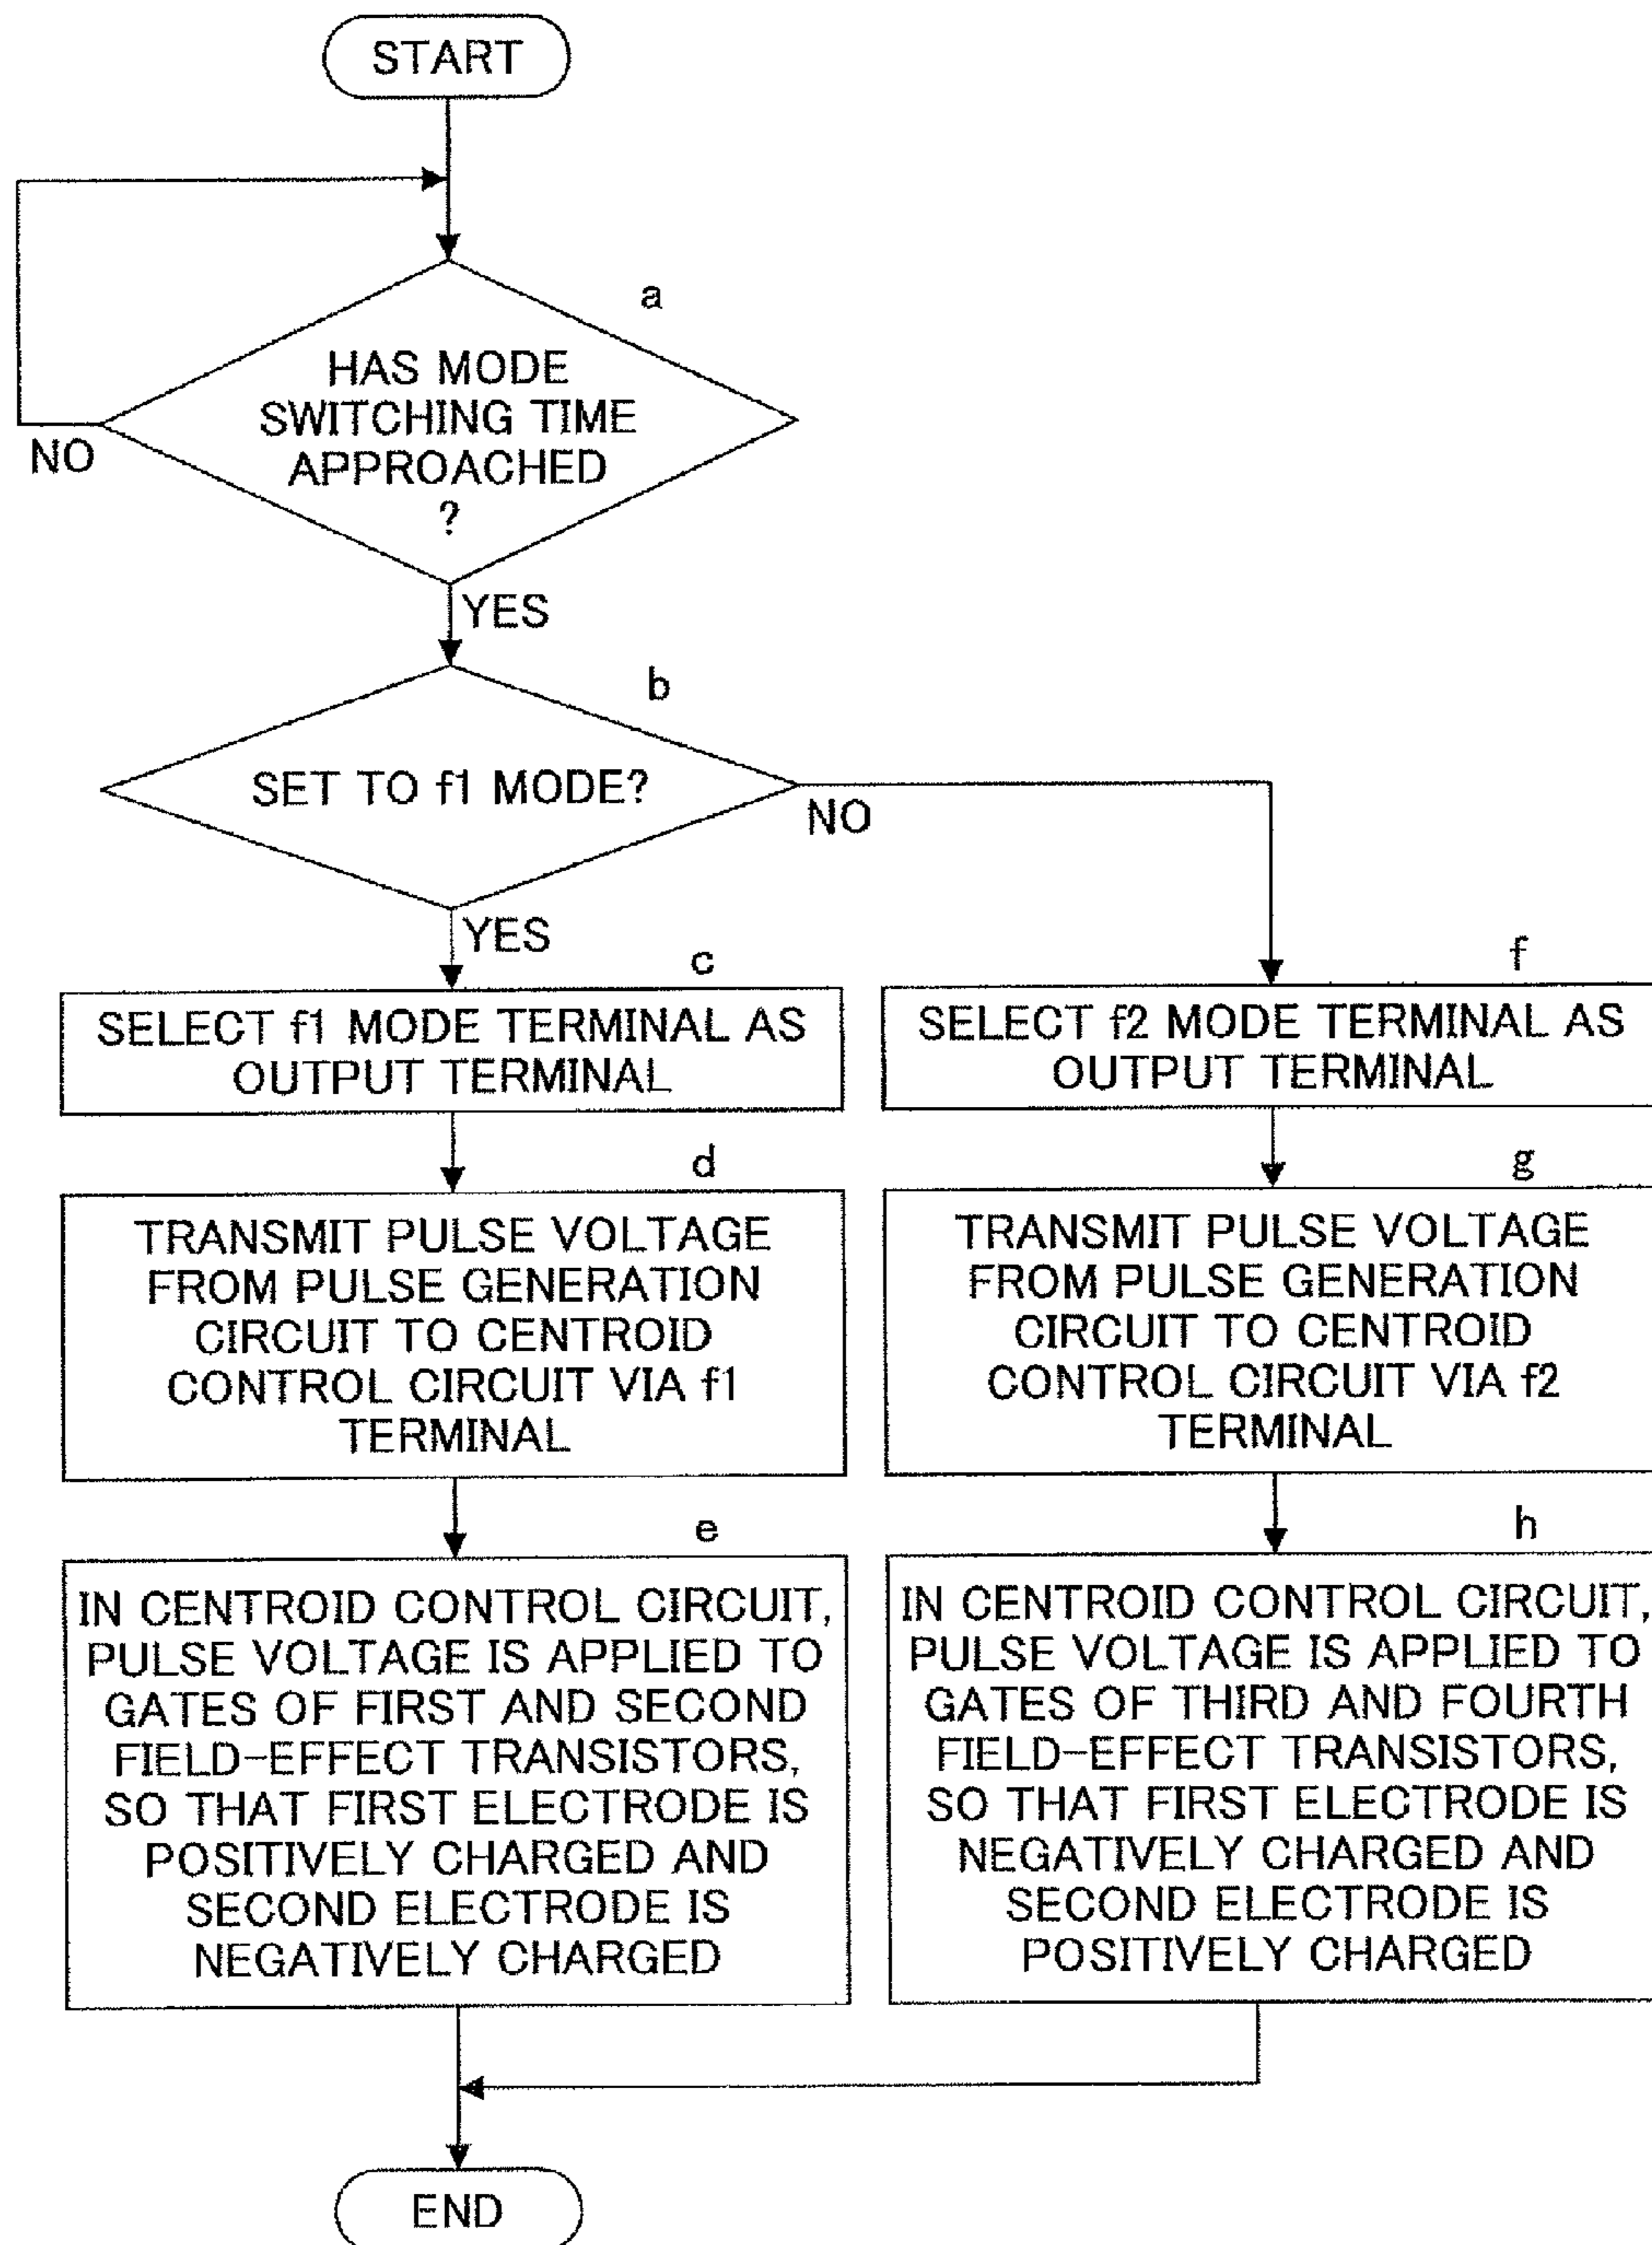 START
a
HAS MODE
SWITCHING TIME
APPROACHED
?
NO
YES
b
SET TO f1 MODE?
NO
YES
c
SELECT f1 MODE TERMINAL AS
OUTPUT TERMINAL
d
TRANSMIT PULSE VOLTAGE
FROM PULSE GENERATION
CIRCUIT TO CENTROID
CONTROL CIRCUIT VIA f1
TERMINAL
e
IN CENTROID CONTROL CIRCUIT,
PULSE VOLTAGE IS APPLIED TO
GATES OF FIRST AND SECOND
FIELD-EFFECT TRANSISTORS,
SO THAT FIRST ELECTRODE IS
POSITIVELY CHARGED AND
SECOND ELECTRODE IS
NEGATIVELY CHARGED
f
SELECT f2 MODE TERMINAL AS
OUTPUT TERMINAL
g
TRANSMIT PULSE VOLTAGE
FROM PULSE GENERATION
CIRCUIT TO CENTROID
CONTROL CIRCUIT VIA f2
TERMINAL
h
IN CENTROID CONTROL CIRCUIT,
PULSE VOLTAGE IS APPLIED TO
GATES OF THIRD AND FOURTH
FIELD-EFFECT TRANSISTORS,
SO THAT FIRST ELECTRODE IS
NEGATIVELY CHARGED AND
SECOND ELECTRODE IS
POSITIVELY CHARGED
END